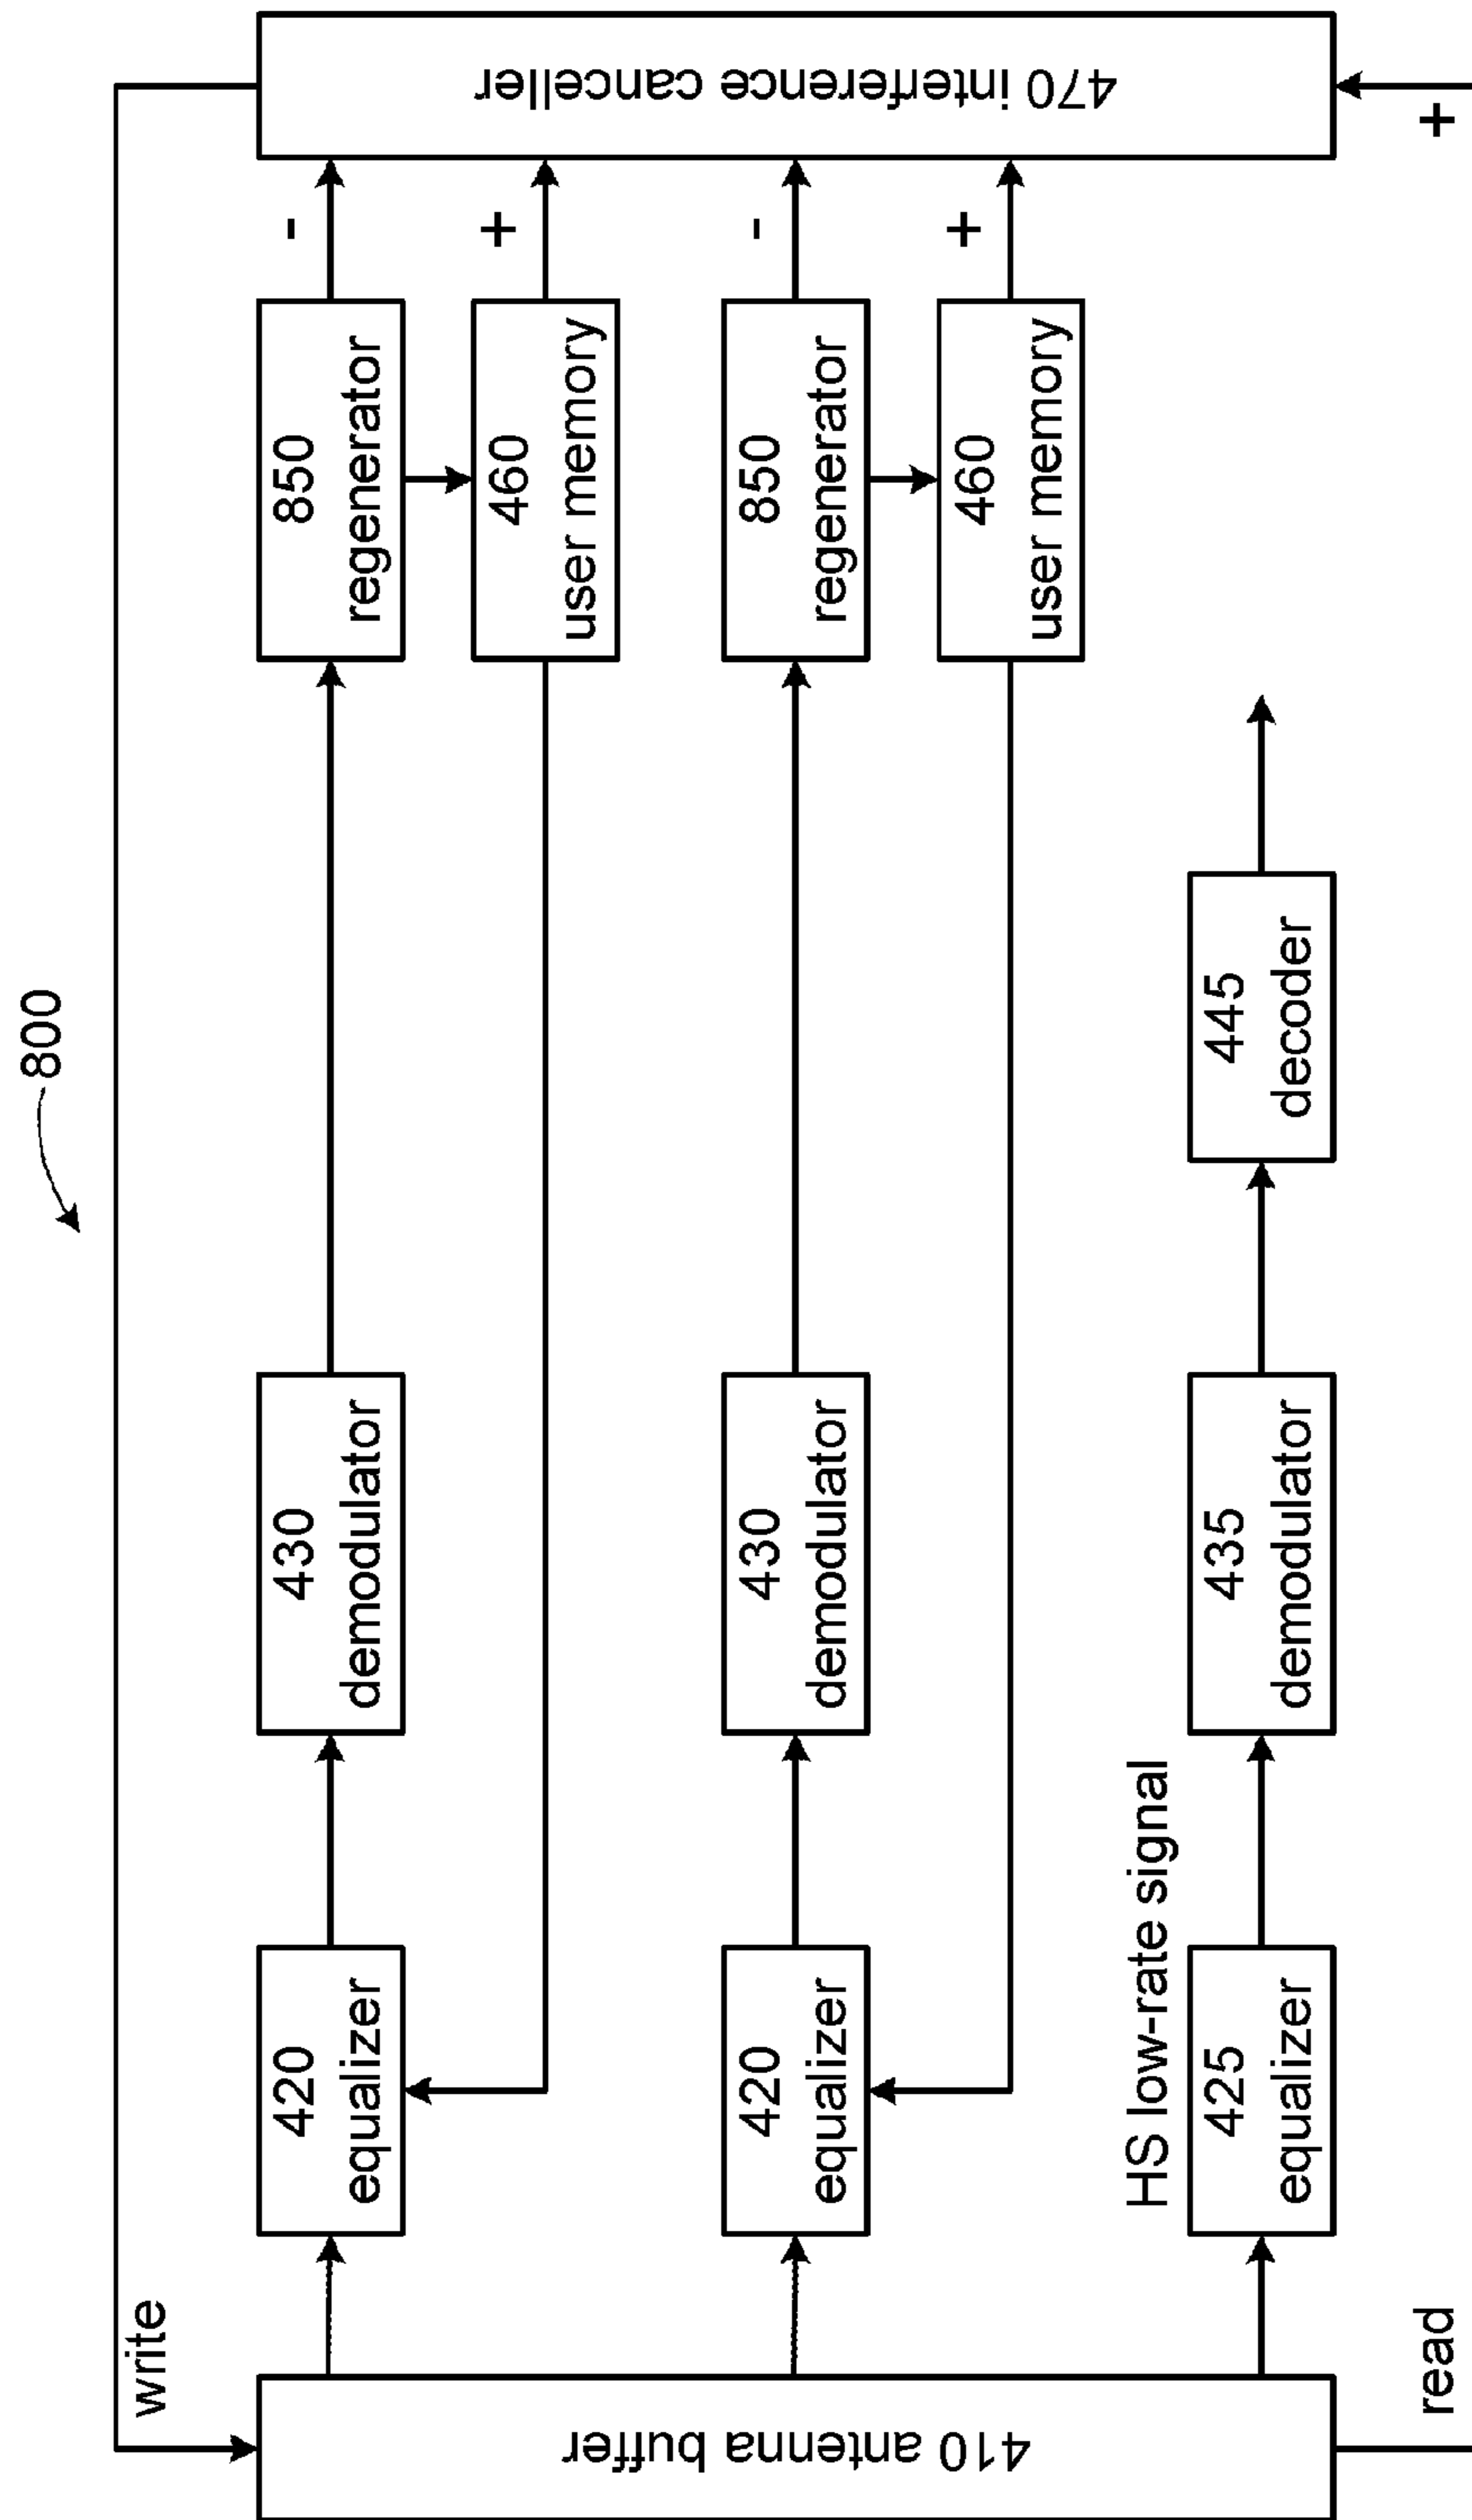 800
write
410 antenna buffer
420
equalizer
430
demodulator
850
regenerator
-
460
user memory
+
420
equalizer
430
demodulator
850
regenerator
-
460
user memory
+
HS low-rate signal
425
equalizer
435
demodulator
445
decoder
470 interference canceller
read
+